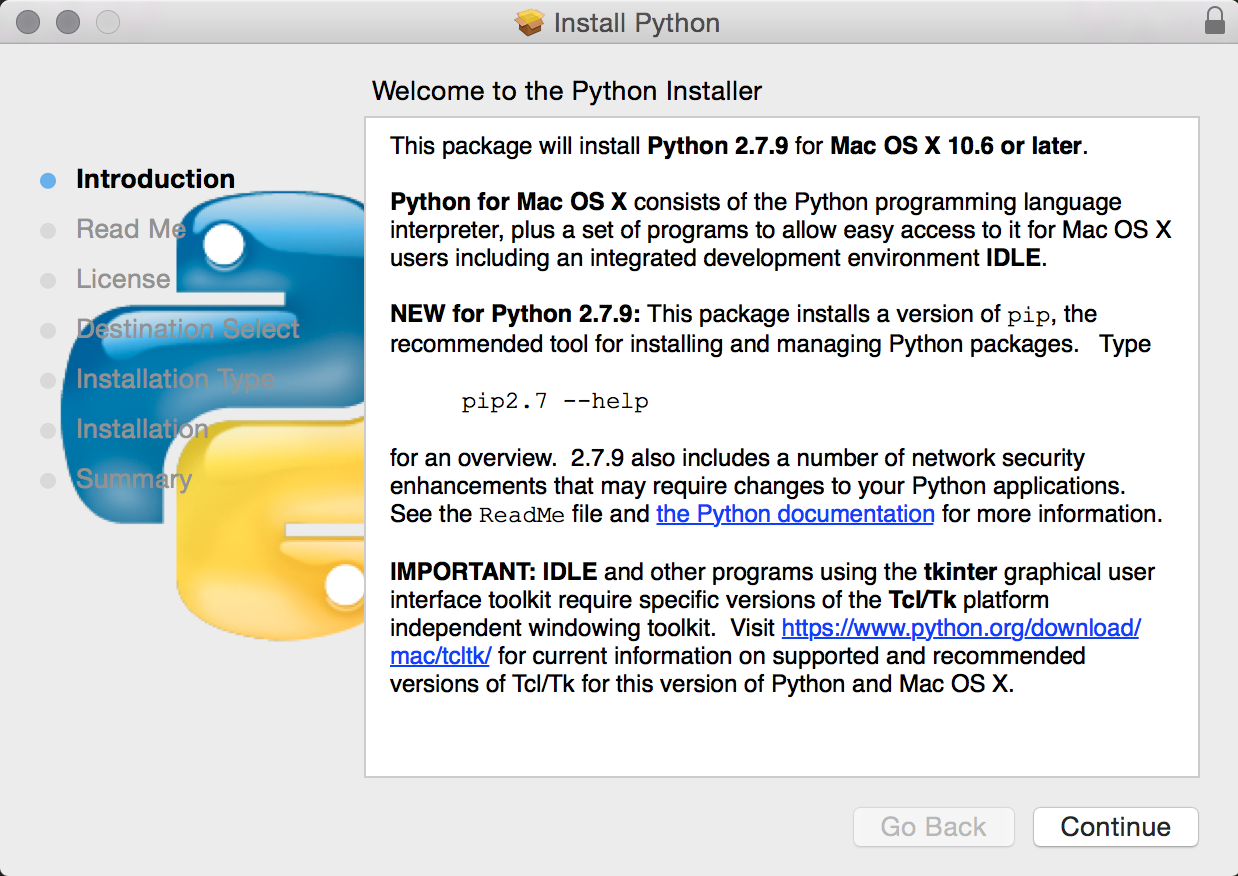 Install Python
Welcome to the Python Installer
Introduction
Read Me
License
Destination Select
Installation Type
Installation
Summary
This package will install Python 2.7.9 for Mac OS X 10.6 or later.
Python for Mac OS X consists of the Python programming language
interpreter, plus a set of programs to allow easy access to it for Mac OS X
users including an integrated development environment IDLE.
NEW for Python 2.7.9: This package installs a version of pip, the
recommended tool for installing and managing Python packages.   Type
pip2.7 --help
for an overview.  2.7.9 also includes a number of network security
enhancements that may require changes to your Python applications.
See the ReadMe file and the Python documentation for more information.
IMPORTANT: IDLE and other programs using the tkinter graphical user
interface toolkit require specific versions of the Tcl/Tk platform
independent windowing toolkit.  Visit https://www.python.org/download/
mac/tcltk/ for current information on supported and recommended
versions of Tcl/Tk for this version of Python and Mac OS X.
Go Back
Continue